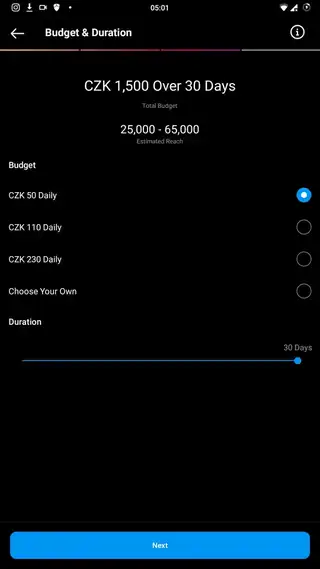 05:01
Budget & Duration
CZK 1,500 Over 30 Days
Total Budget
25,000 - 65,000
Estimated Reach
Budget
CZK 50 Daily
CZK 110 Daily
CZK 230 Daily
Choose Your Own
Duration
30 Days
Next